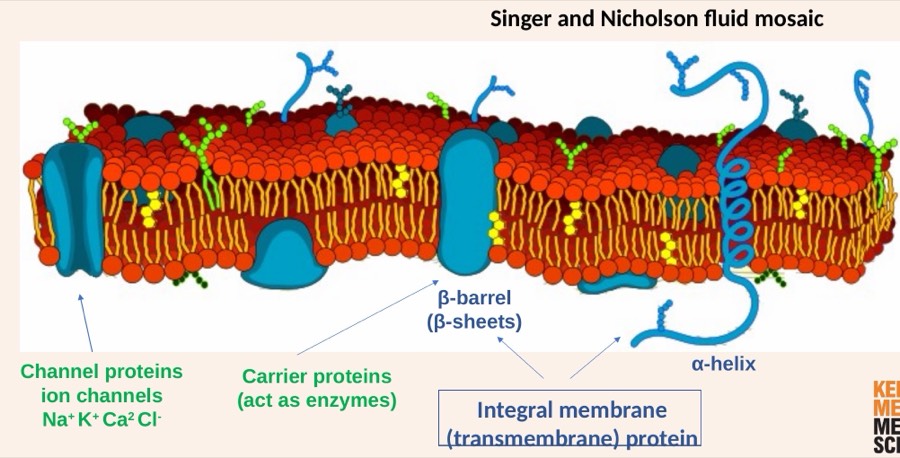 Singer and Nicholson fluid mosaic
β-barrel
(β-sheets)
α-helix
Channel proteins
ion channels
Na⁺ K⁺ Ca² Cl⁻
Carrier proteins
(act as enzymes)
Integral membrane
(transmembrane) protein